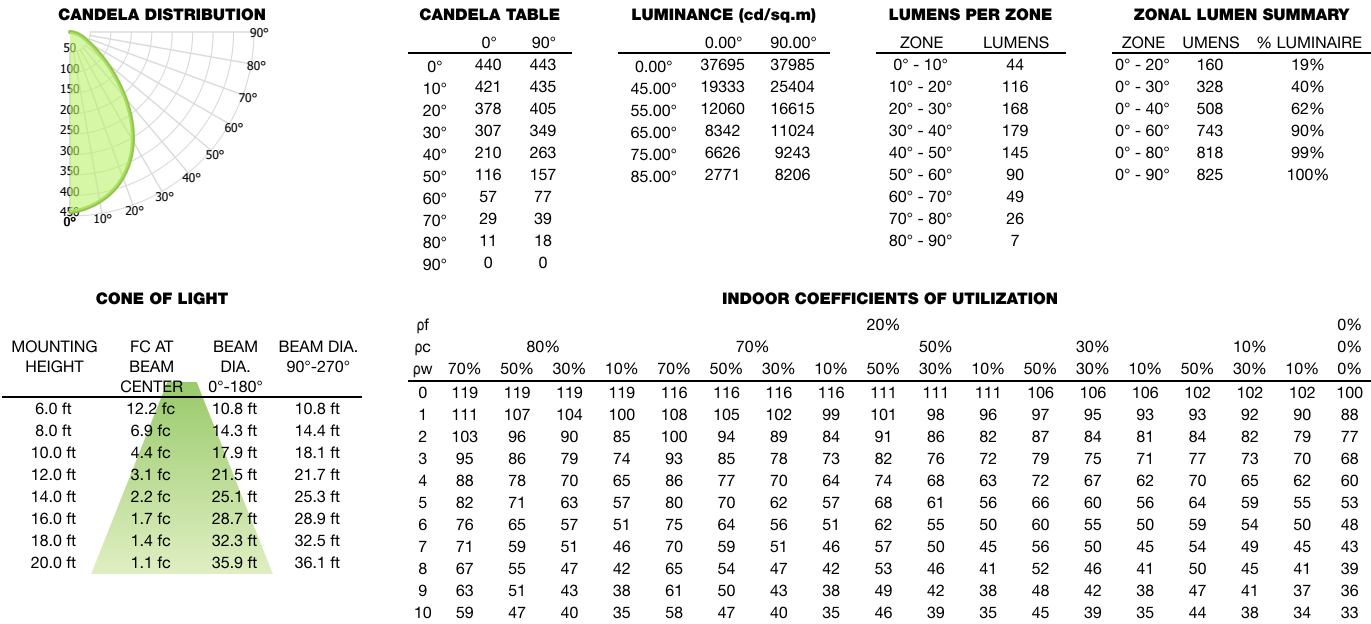 CANDELA DISTRIBUTION
50
100
150
200
250
300
350
400
450
0°
10°
20°
30°
40°
50°
60°
70°
80°
90°
CANDELA TABLE
0° 90°
0° 440 443
10° 421 435
20° 378 405
30° 307 349
40° 210 263
50° 116 157
60° 57 77
70° 29 39
80° 11 18
90° 0 0
LUMINANCE (cd/sq.m)
0.00° 90.00°
0.00° 37695 37985
45.00° 19333 25404
55.00° 12060 16615
65.00° 8342 11024
75.00° 6626 9243
85.00° 2771 8206
LUMENS PER ZONE
ZONE LUMENS
0° - 10° 44
10° - 20° 116
20° - 30° 168
30° - 40° 179
40° - 50° 145
50° - 60° 90
60° - 70° 49
70° - 80° 26
80° - 90° 7
ZONAL LUMEN SUMMARY
ZONE UMENS % LUMINAIRE
0° - 20° 160 19%
0° - 30° 328 40%
0° - 40° 508 62%
0° - 60° 743 90%
0° - 80° 818 99%
0° - 90° 825 100%
CONE OF LIGHT
MOUNTING FC AT BEAM BEAM DIA.
HEIGHT BEAM DIA. 90°-270°
CENTER 0°-180°
6.0 ft 12.2 fc 10.8 ft 10.8 ft
8.0 ft 6.9 fc 14.3 ft 14.4 ft
10.0 ft 4.4 fc 17.9 ft 18.1 ft
12.0 ft 3.1 fc 21.5 ft 21.7 ft
14.0 ft 2.2 fc 25.1 ft 25.3 ft
16.0 ft 1.7 fc 28.7 ft 28.9 ft
18.0 ft 1.4 fc 32.3 ft 32.5 ft
20.0 ft 1.1 fc 35.9 ft 36.1 ft
INDOOR COEFFICIENTS OF UTILIZATION
ρf 20% 0%
ρc 80% 70% 50% 30% 10% 0%
ρw 70% 50% 30% 10% 70% 50% 30% 10% 50% 30% 10% 50% 30% 10% 50% 30% 10% 0%
0 119 119 119 119 116 116 116 116 111 111 111 106 106 106 102 102 102 100
1 111 107 104 100 108 105 102 99 101 98 96 97 95 93 93 92 90 88
2 103 96 90 85 100 94 89 84 91 86 82 87 84 81 84 82 79 77
3 95 86 79 74 93 85 78 73 82 76 72 79 75 71 77 73 70 68
4 88 78 70 65 86 77 70 64 74 68 63 72 67 62 70 65 62 60
5 82 71 63 57 80 70 62 57 68 61 56 66 60 56 64 59 55 53
6 76 65 57 51 75 64 56 51 62 55 50 60 55 50 59 54 50 48
7 71 59 51 46 70 59 51 46 57 50 45 56 50 45 54 49 45 43
8 67 55 47 42 65 54 47 42 53 46 41 52 46 41 50 45 41 39
9 63 51 43 38 61 50 43 38 49 42 38 48 42 38 47 41 37 36
10 59 47 40 35 58 47 40 35 46 39 35 45 39 35 44 38 34 33